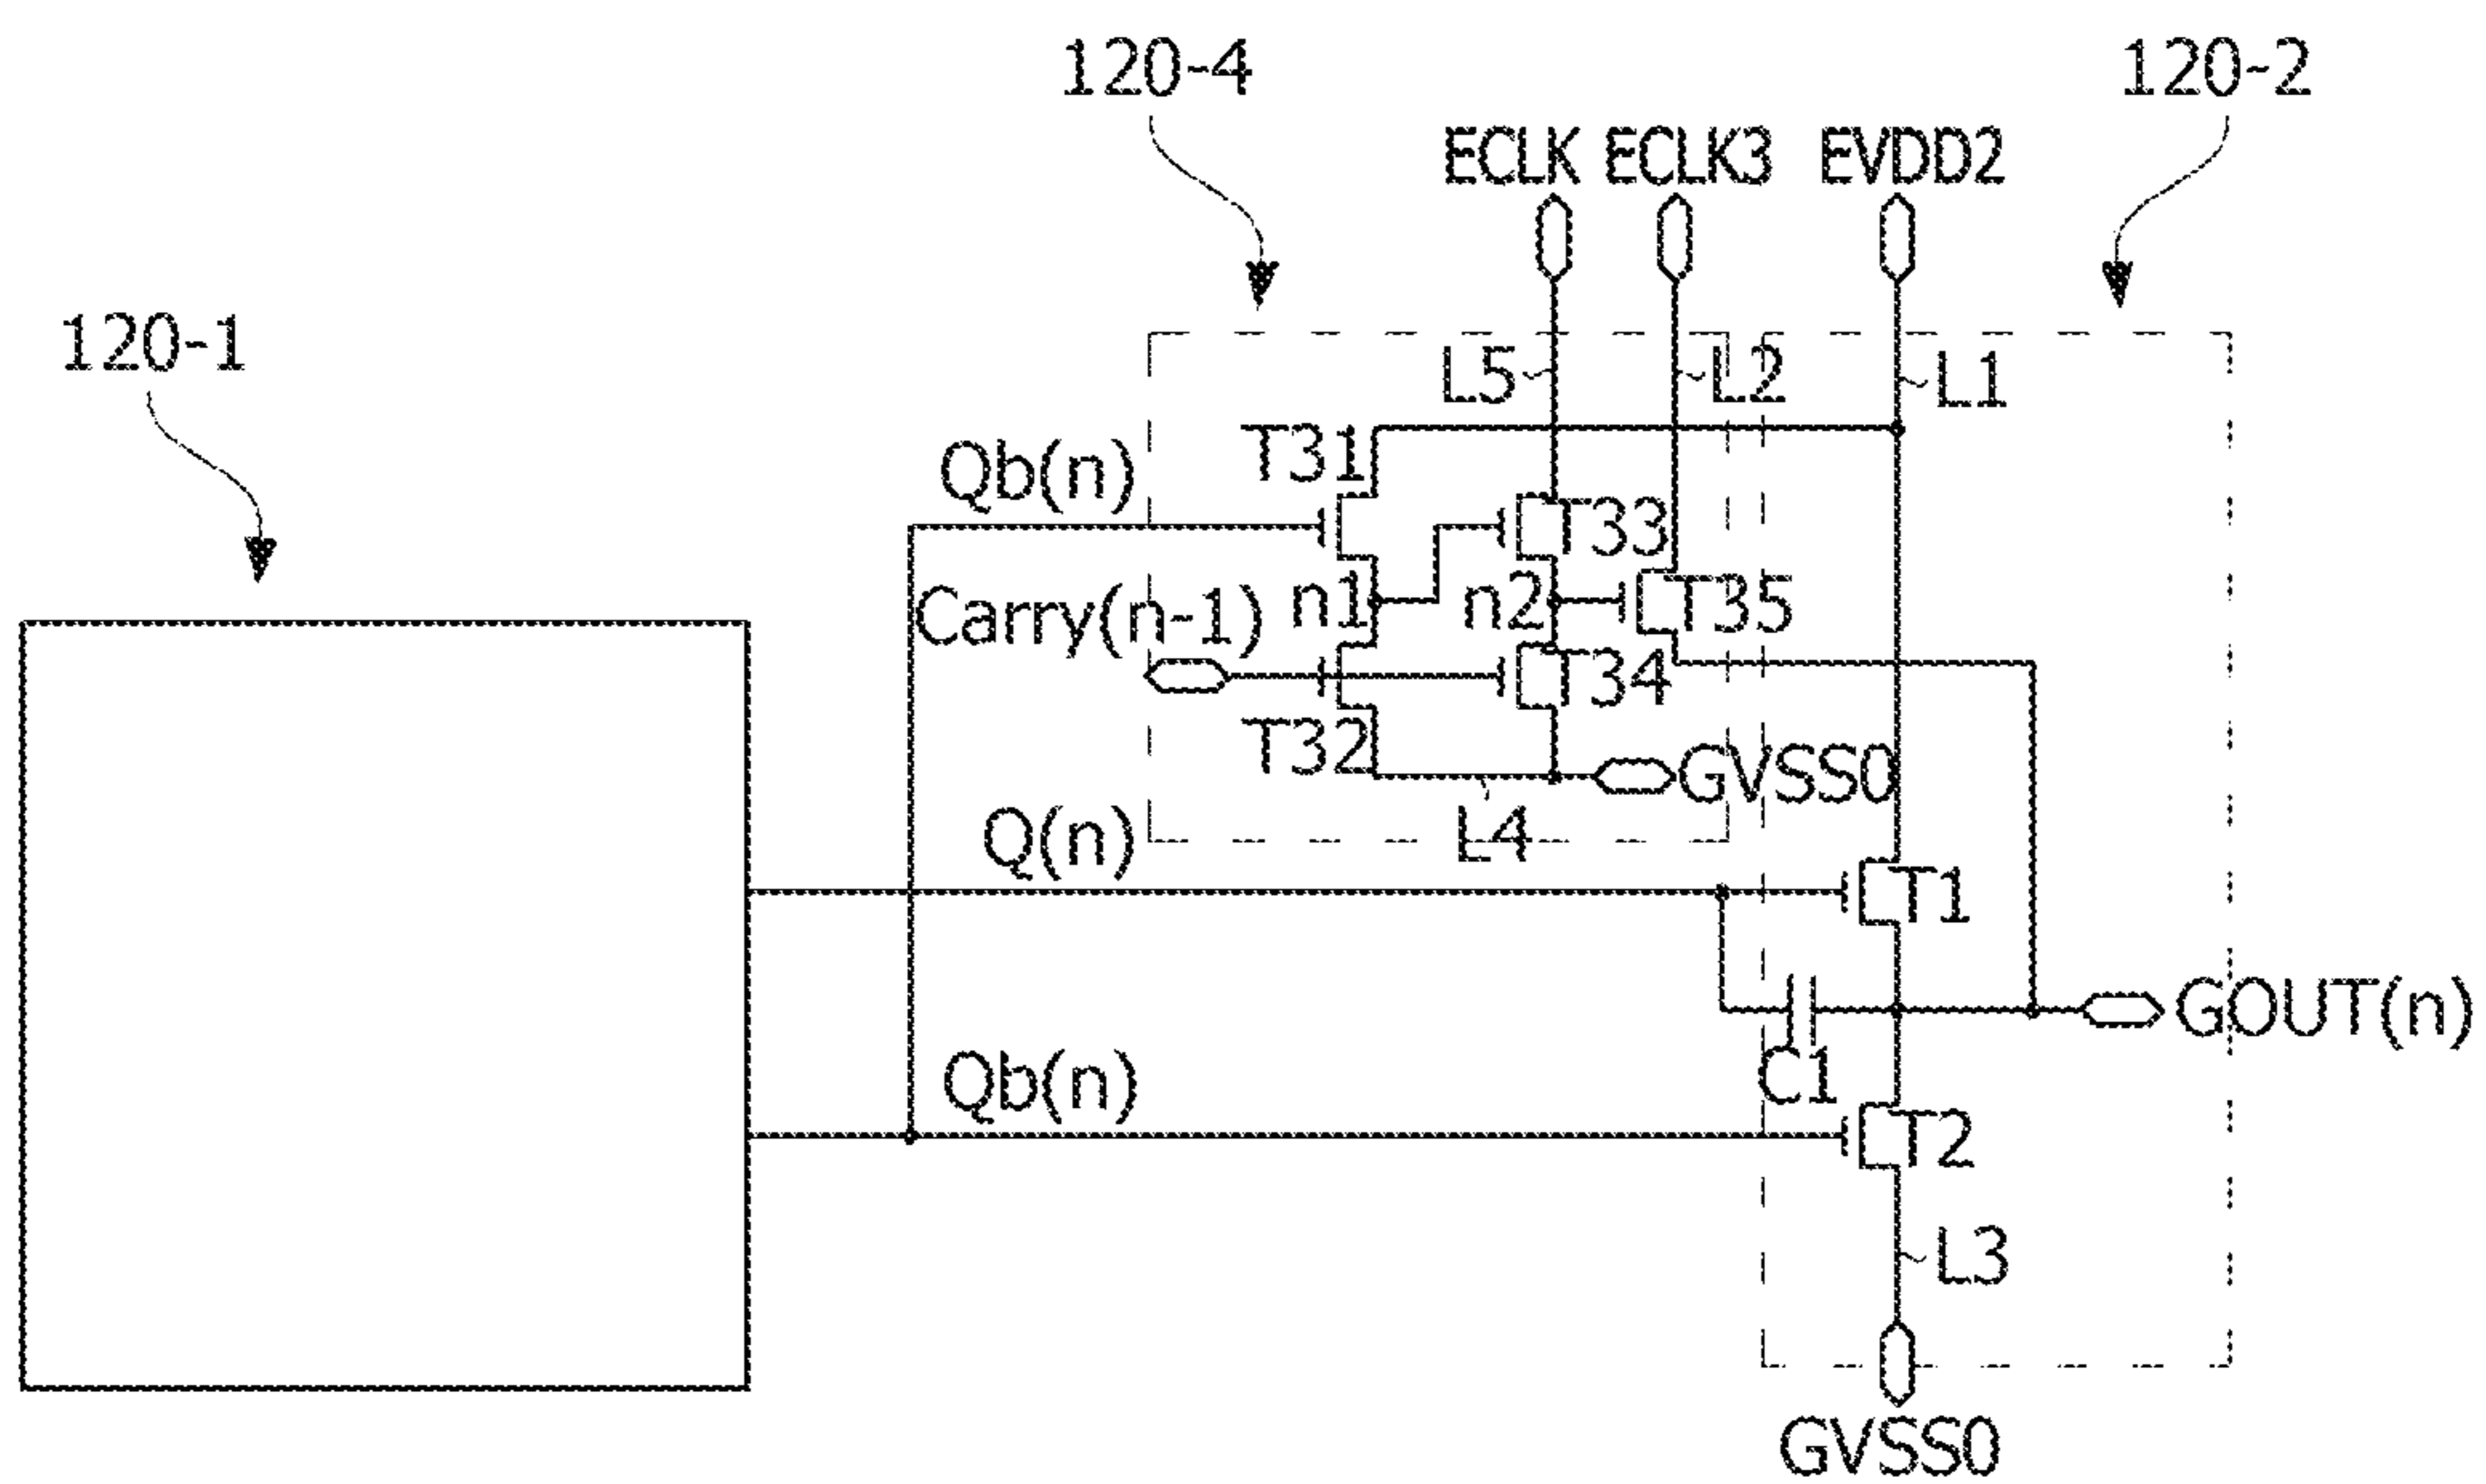 120-4
120-2
ECLK
ECLK3
EVDD2
120-1
L5
L2
L1
T31
Qb(n)
T33
n1
n2
T35
Carry(n-1)
T34
T32
GVSS0
L4
Q(n)
T1
GOUT(n)
C1
Qb(n)
T2
L3
GVSS0